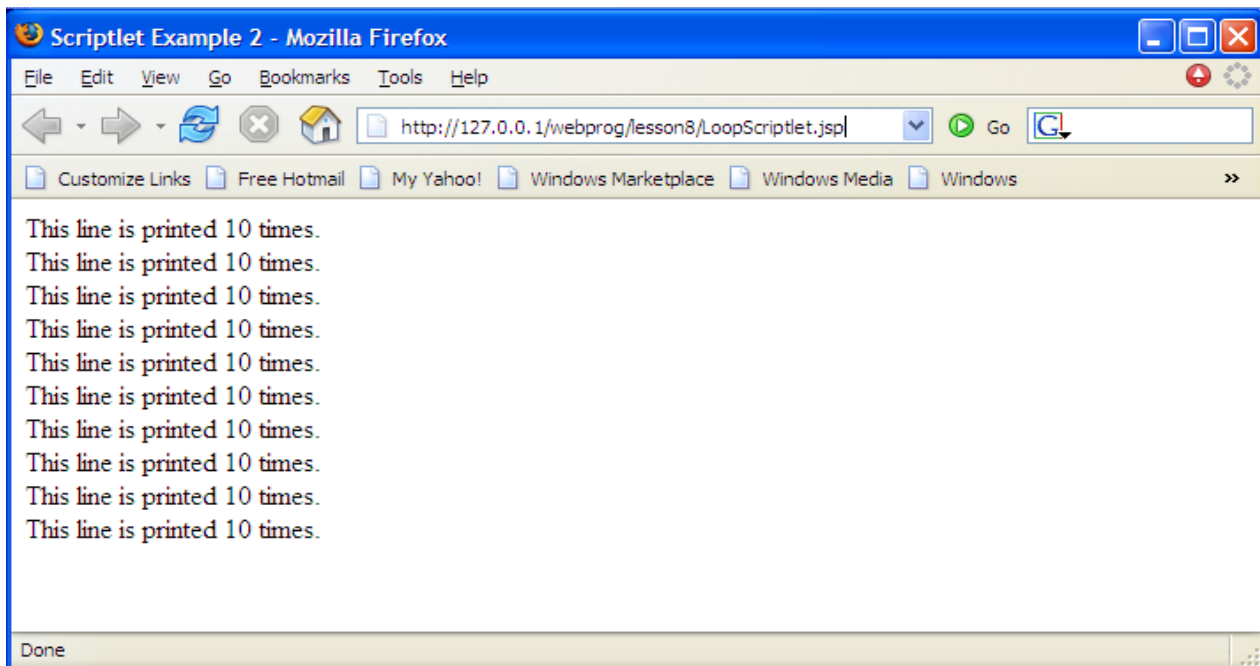 Scriptlet Example 2 - Mozilla Firefox
File Edit View Go Bookmarks Tools Help
http://127.0.0.1/webprog/lesson8/LoopScriptlet.jsp Go G
Customize Links Free Hotmail My Yahoo! Windows Marketplace Windows Media Windows »
This line is printed 10 times.
This line is printed 10 times.
This line is printed 10 times.
This line is printed 10 times.
This line is printed 10 times.
This line is printed 10 times.
This line is printed 10 times.
This line is printed 10 times.
This line is printed 10 times.
This line is printed 10 times.
Done